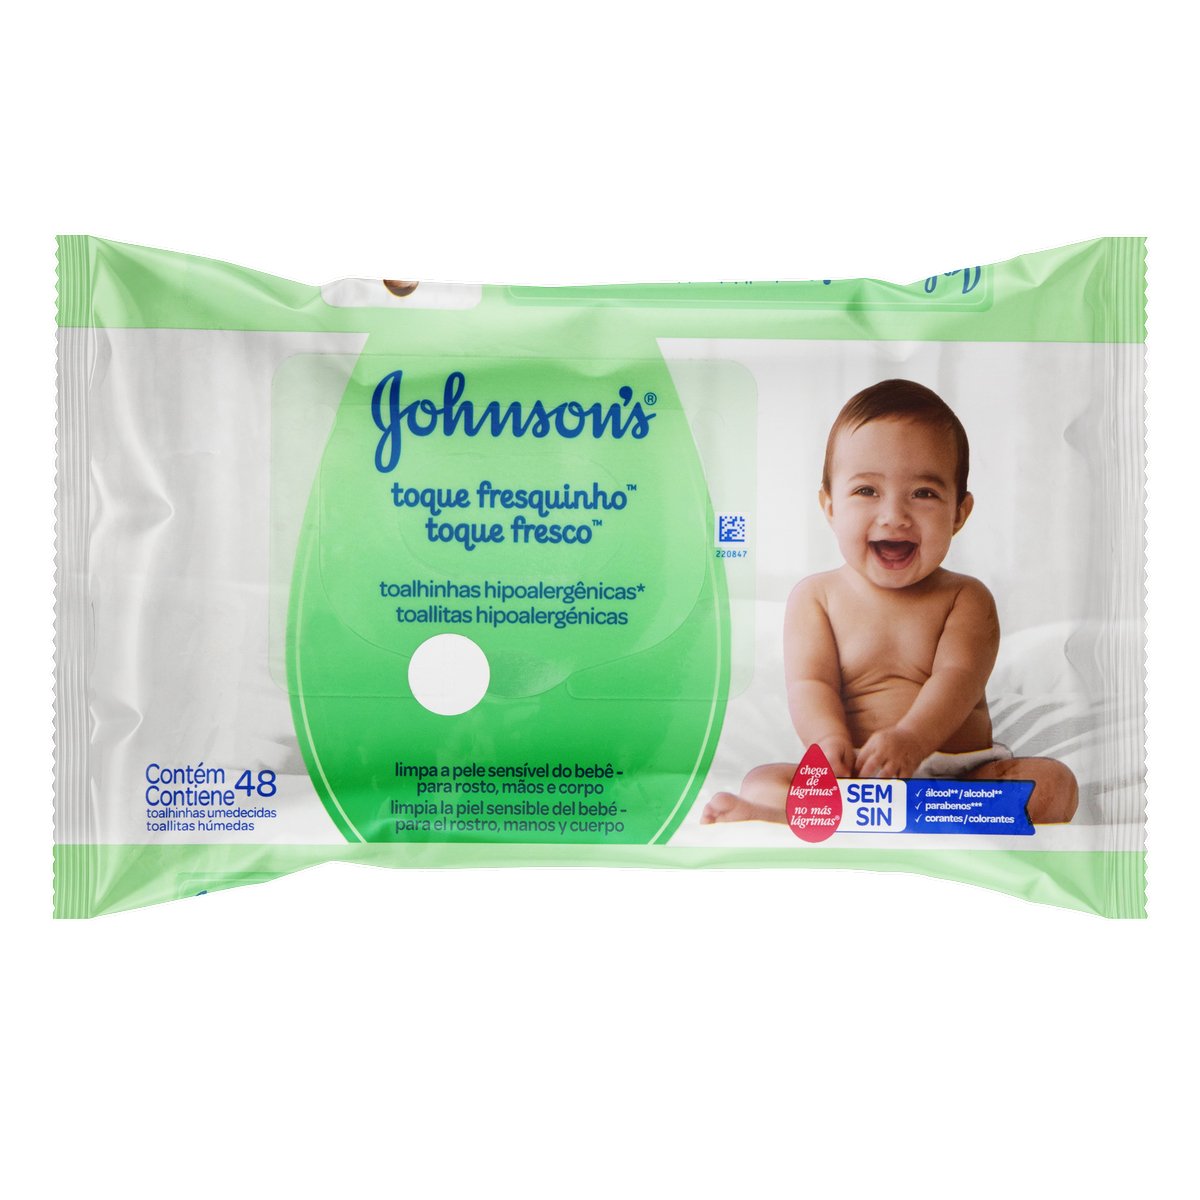 Johnson's®
toque fresquinho™
toque fresco™
220847
toalhinhas hipoalergênicas*
toallitas hipoalergénicas
limpa a pele sensível do bebê -
para rosto, mãos e corpo
limpia la piel sensible del bebé -
para el rostro, manos y cuerpo
Contém
Contiene
48
toalhinhas umedecidas
toallitas húmedas
chega
de
lágrimas®
no más
lágrimas®
SEM
SIN
✓ álcool**/alcohol**
✓ parabenos***
✓ corantes/colorantes